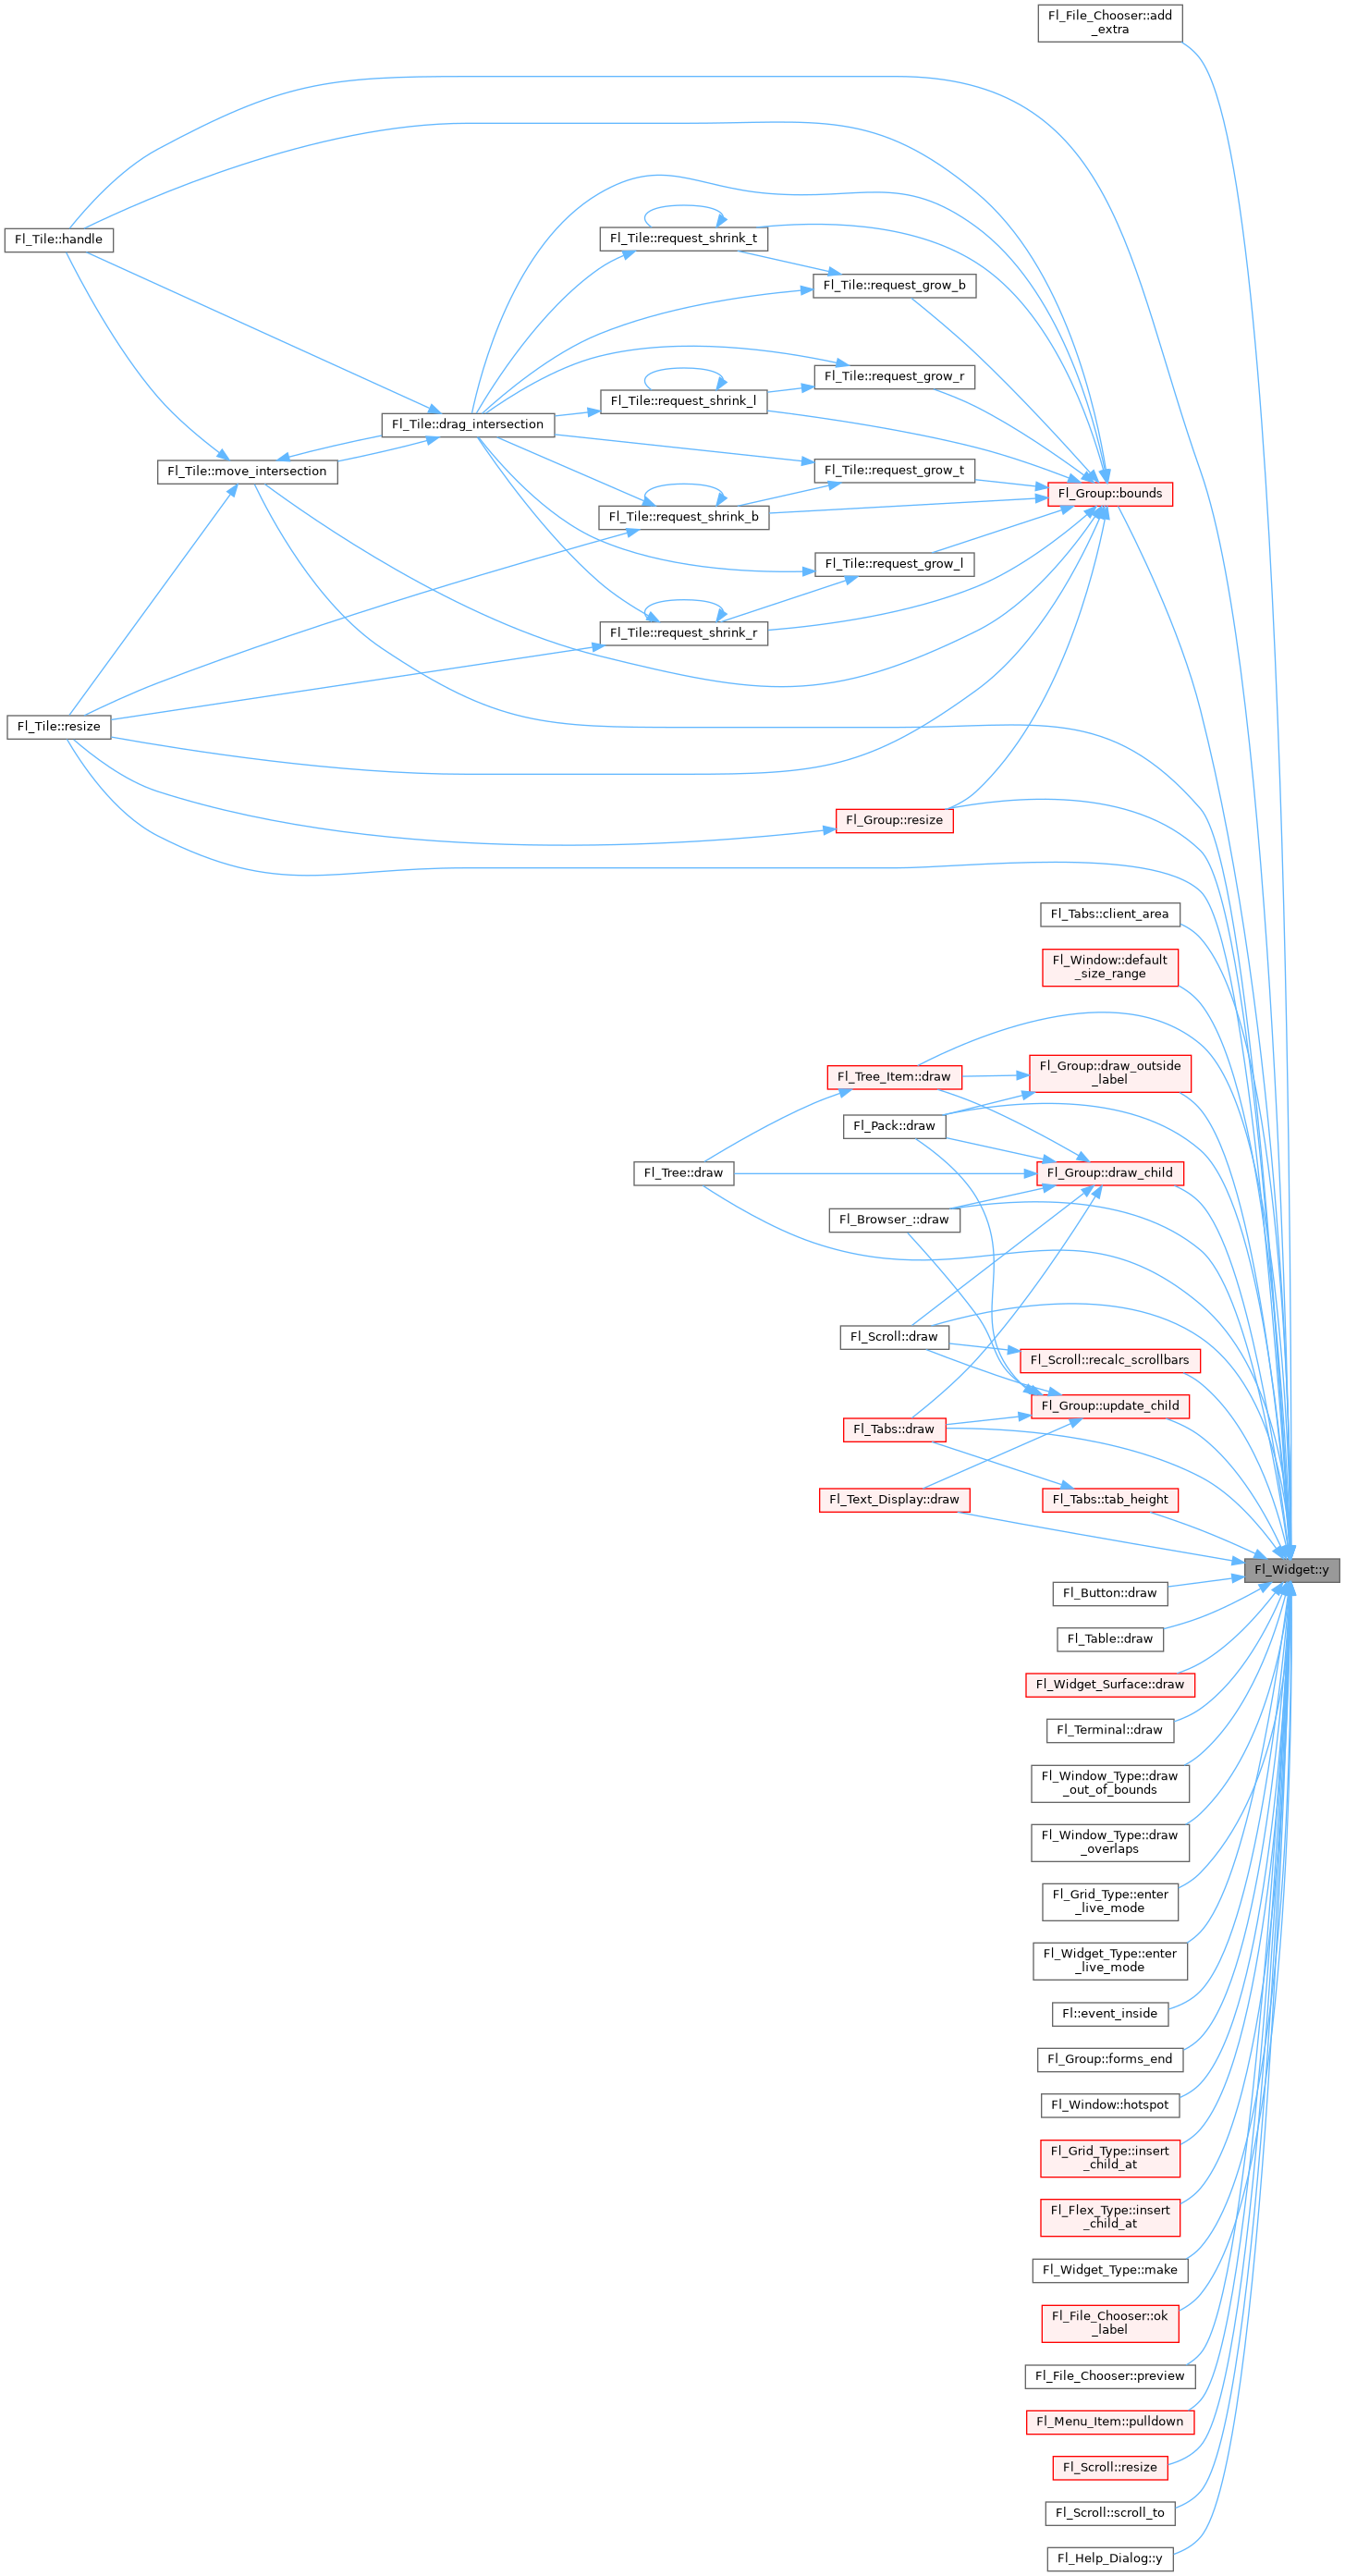 Fl_File_Chooser::add
_extra
Fl_Tile::handle
Fl_Tile::request_shrink_t
Fl_Tile::request_grow_b
Fl_Tile::request_grow_r
Fl_Tile::request_shrink_l
Fl_Tile::drag_intersection
Fl_Tile::move_intersection
Fl_Tile::request_grow_t
Fl_Group::bounds
Fl_Tile::request_shrink_b
Fl_Tile::request_grow_l
Fl_Tile::request_shrink_r
Fl_Tile::resize
Fl_Group::resize
Fl_Tabs::client_area
Fl_Window::default
_size_range
Fl_Tree_Item::draw
Fl_Group::draw_outside
_label
Fl_Pack::draw
Fl_Tree::draw
Fl_Group::draw_child
Fl_Browser_::draw
Fl_Scroll::draw
Fl_Scroll::recalc_scrollbars
Fl_Group::update_child
Fl_Tabs::draw
Fl_Text_Display::draw
Fl_Tabs::tab_height
Fl_Widget::y
Fl_Button::draw
Fl_Table::draw
Fl_Widget_Surface::draw
Fl_Terminal::draw
Fl_Window_Type::draw
_out_of_bounds
Fl_Window_Type::draw
_overlaps
Fl_Grid_Type::enter
_live_mode
Fl_Widget_Type::enter
_live_mode
Fl::event_inside
Fl_Group::forms_end
Fl_Window::hotspot
Fl_Grid_Type::insert
_child_at
Fl_Flex_Type::insert
_child_at
Fl_Widget_Type::make
Fl_File_Chooser::ok
_label
Fl_File_Chooser::preview
Fl_Menu_Item::pulldown
Fl_Scroll::resize
Fl_Scroll::scroll_to
Fl_Help_Dialog::y